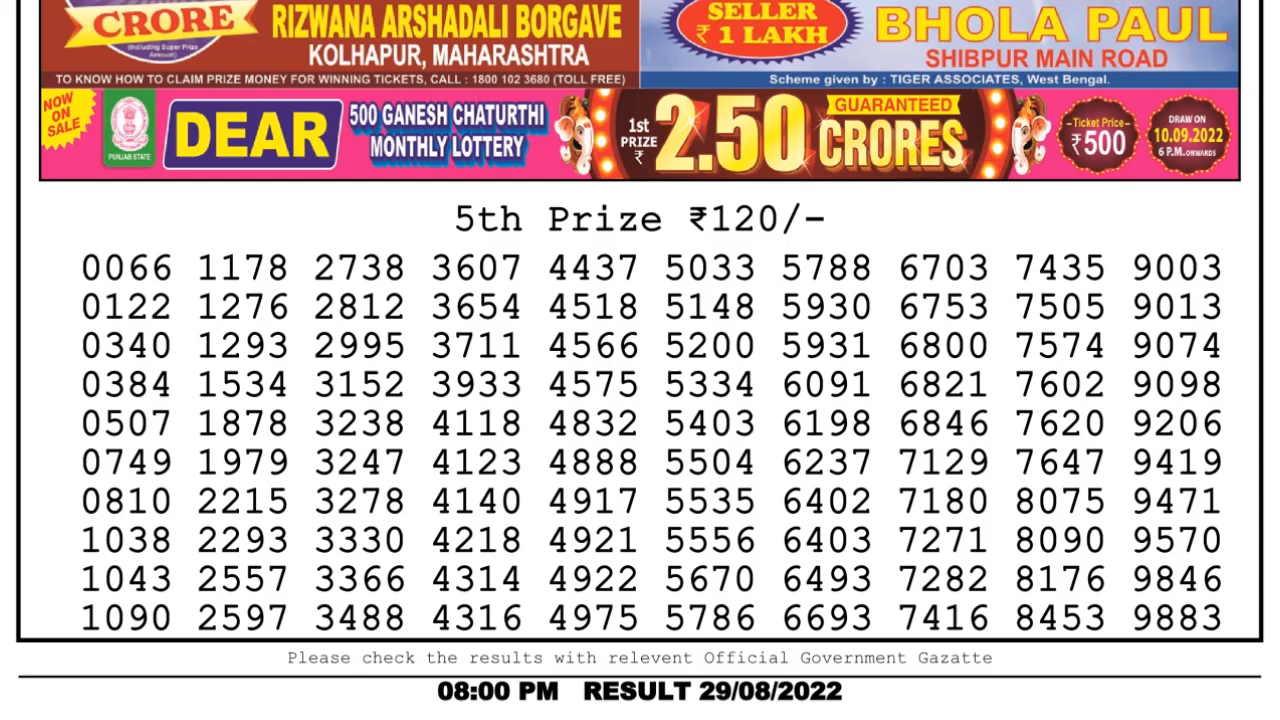 CRORE
(Including Super Prize
Amount)
RIZWANA ARSHADALI BORGAVE
KOLHAPUR, MAHARASHTRA
TO KNOW HOW TO CLAIM PRIZE MONEY FOR WINNING TICKETS, CALL : 1800 102 3680 (TOLL FREE)
SELLER
₹ 1 LAKH
BHOLA PAUL
SHIBPUR MAIN ROAD
Scheme given by : TIGER ASSOCIATES, West Bengal.
NOW
ON
SALE
PUNJAB STATE
DEAR
500 GANESH CHATURTHI
MONTHLY LOTTERY
1st
PRIZE
₹
2.50
GUARANTEED
CRORES
-Ticket Price-
₹500
DRAW ON
10.09.2022
6 P.M. ONWARDS
5th Prize ₹120/-
0066 1178 2738 3607 4437 5033 5788 6703 7435 9003
0122 1276 2812 3654 4518 5148 5930 6753 7505 9013
0340 1293 2995 3711 4566 5200 5931 6800 7574 9074
0384 1534 3152 3933 4575 5334 6091 6821 7602 9098
0507 1878 3238 4118 4832 5403 6198 6846 7620 9206
0749 1979 3247 4123 4888 5504 6237 7129 7647 9419
0810 2215 3278 4140 4917 5535 6402 7180 8075 9471
1038 2293 3330 4218 4921 5556 6403 7271 8090 9570
1043 2557 3366 4314 4922 5670 6493 7282 8176 9846
1090 2597 3488 4316 4975 5786 6693 7416 8453 9883
Please check the results with relevent Official Government Gazatte
08:00 PM RESULT 29/08/2022